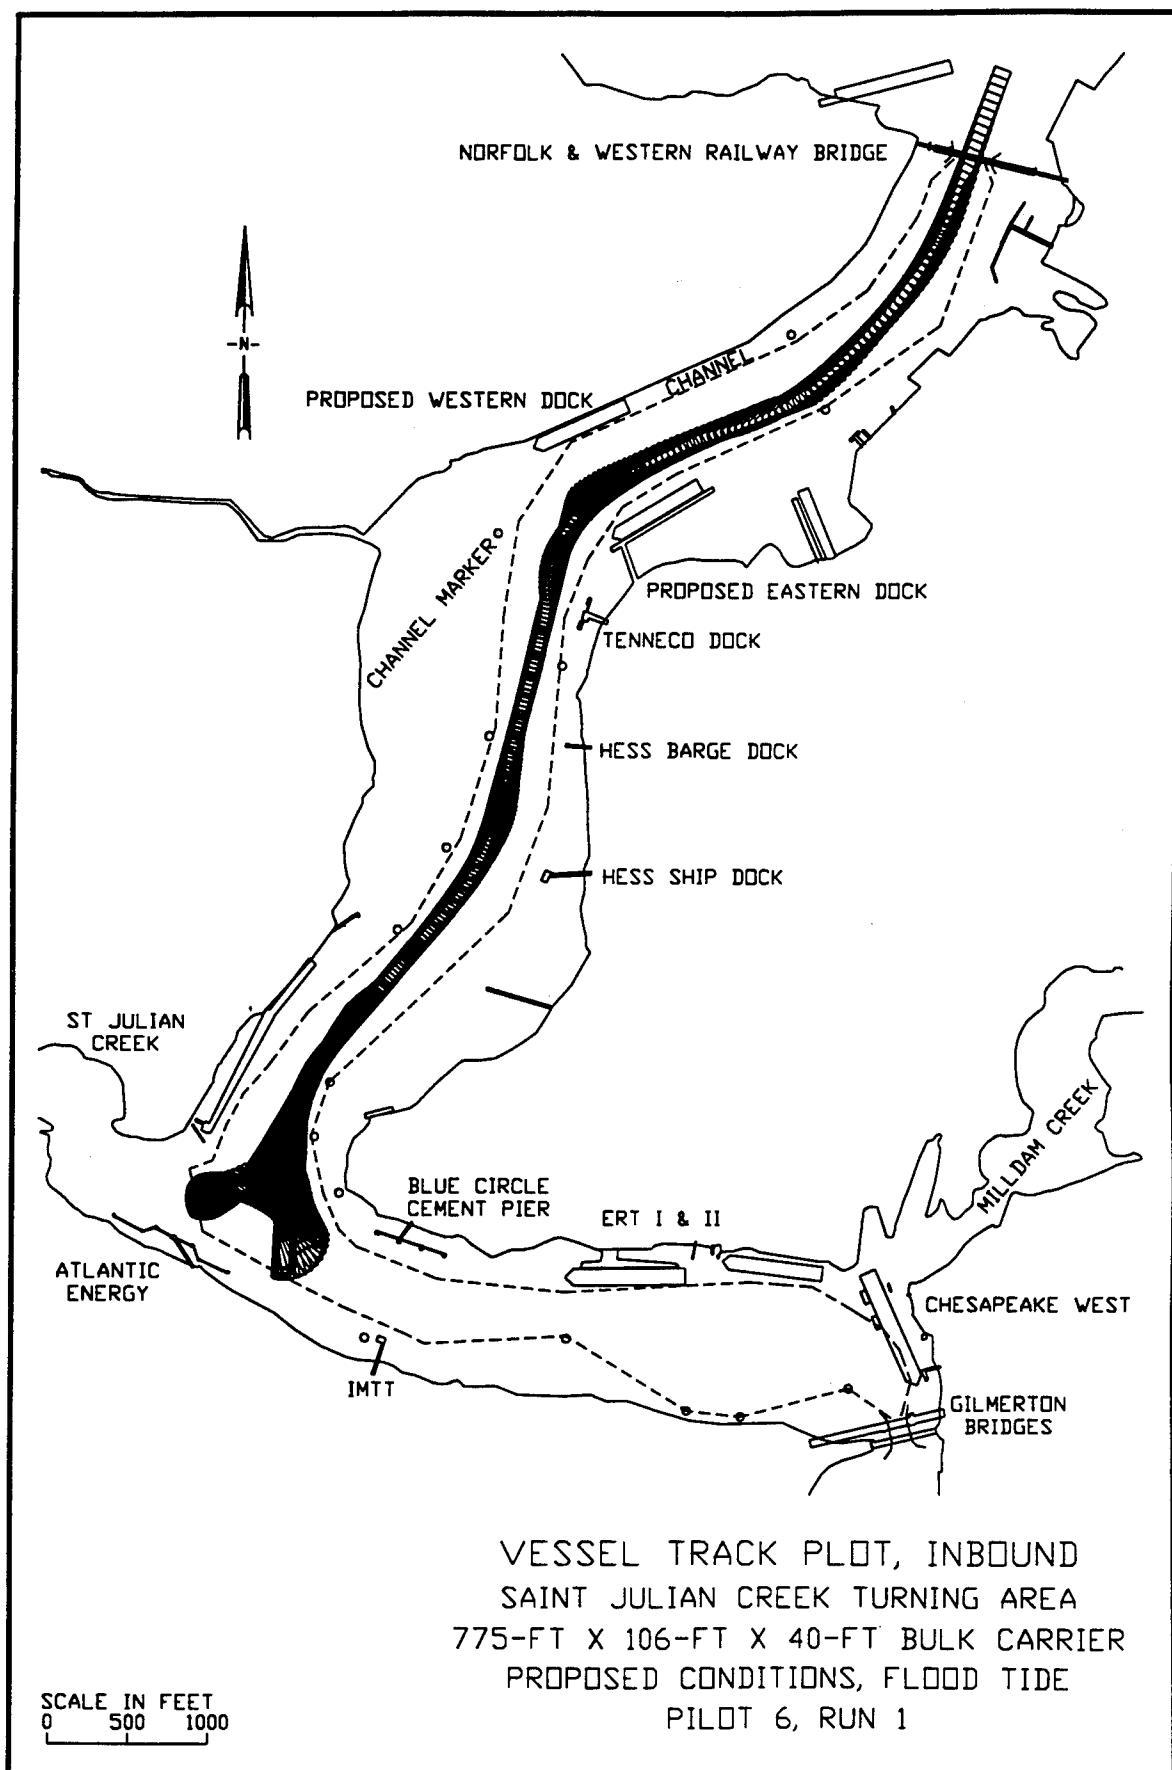 NORFOLK & WESTERN RAILWAY BRIDGE
-N-
CHANNEL
PROPOSED WESTERN DOCK
CHANNEL MARKER
PROPOSED EASTERN DOCK
TENNECO DOCK
HESS BARGE DOCK
HESS SHIP DOCK
ST JULIAN
CREEK
MILLDAM CREEK
BLUE CIRCLE
CEMENT PIER
ERT I & II
ATLANTIC
ENERGY
CHESAPEAKE WEST
IMTT
GILMERTON
BRIDGES
VESSEL TRACK PLOT, INBOUND
SAINT JULIAN CREEK TURNING AREA
775-FT X 106-FT X 40-FT BULK CARRIER
PROPOSED CONDITIONS, FLOOD TIDE
PILOT 6, RUN 1
SCALE IN FEET
0 500 1000